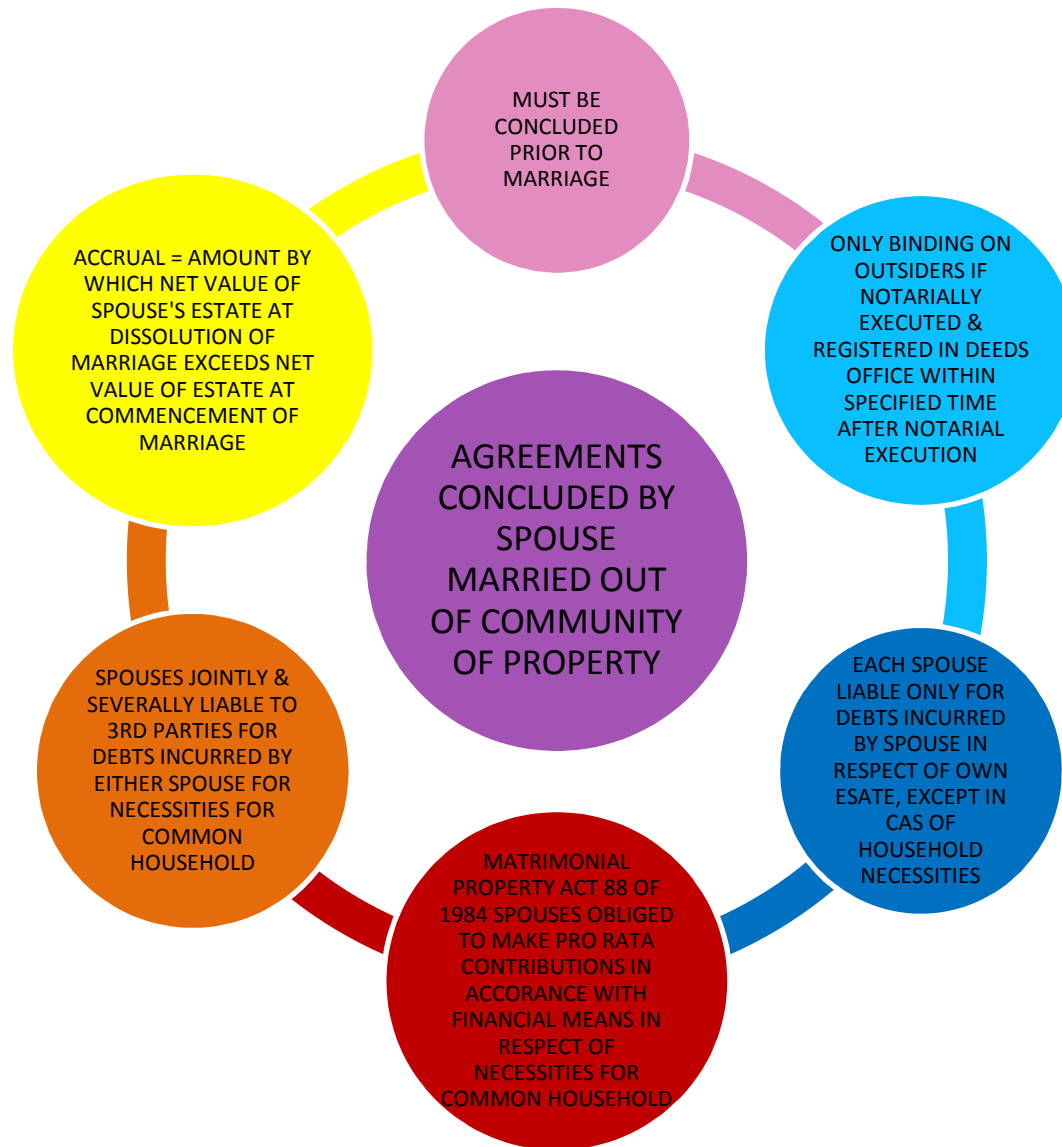 MUST BE
CONCLUDED
PRIOR TO
MARRIAGE
ONLY BINDING ON
OUTSIDERS IF
NOTARIALLY
EXECUTED &
REGISTERED IN DEEDS
OFFICE WITHIN
SPECIFIED TIME
AFTER NOTARIAL
EXECUTION
EACH SPOUSE
LIABLE ONLY FOR
DEBTS INCURRED
BY SPOUSE IN
RESPECT OF OWN
ESATE, EXCEPT IN
CAS OF
HOUSEHOLD
NECESSITIES
MATRIMONIAL
PROPERTY ACT 88 OF
1984 SPOUSES OBLIGED
TO MAKE PRO RATA
CONTRIBUTIONS IN
ACCORANCE WITH
FINANCIAL MEANS IN
RESPECT OF
NECESSITIES FOR
COMMON HOUSEHOLD
SPOUSES JOINTLY &
SEVERALLY LIABLE TO
3RD PARTIES FOR
DEBTS INCURRED BY
EITHER SPOUSE FOR
NECESSITIES FOR
COMMON
HOUSEHOLD
ACCRUAL = AMOUNT BY
WHICH NET VALUE OF
SPOUSE'S ESTATE AT
DISSOLUTION OF
MARRIAGE EXCEEDS NET
VALUE OF ESTATE AT
COMMENCEMENT OF
MARRIAGE
AGREEMENTS
CONCLUDED BY
SPOUSE
MARRIED OUT
OF COMMUNITY
OF PROPERTY